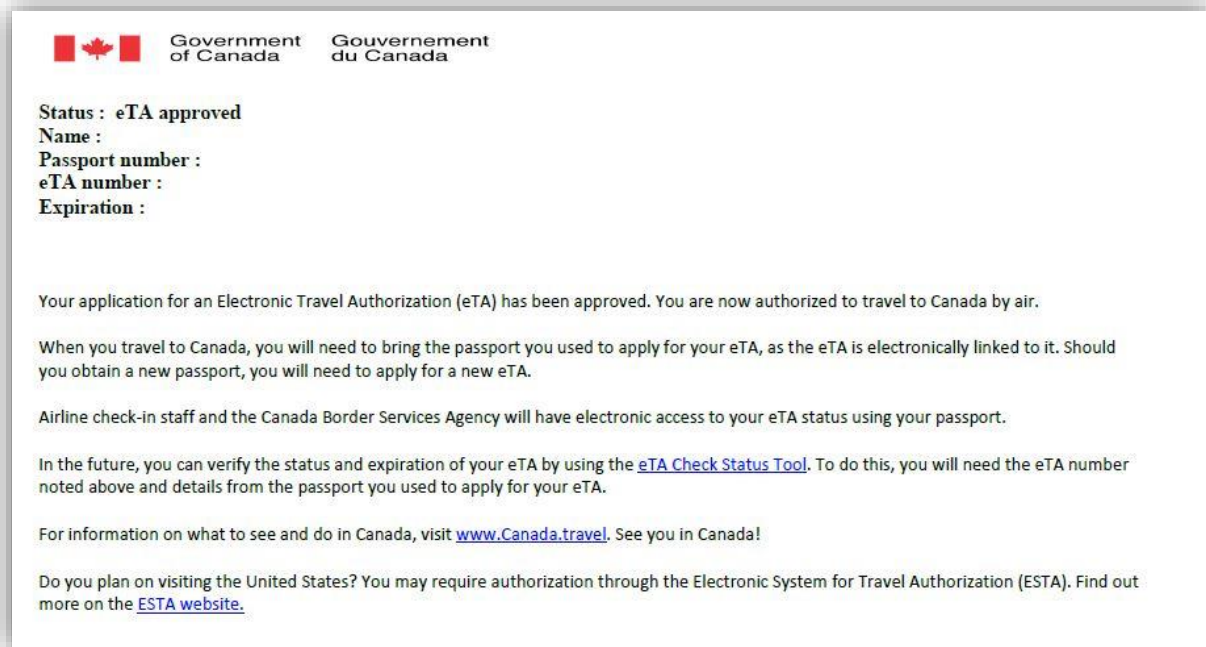 Government Gouvernement
of Canada du Canada
Status : eTA approved
Name :
Passport number :
eTA number :
Expiration :
Your application for an Electronic Travel Authorization (eTA) has been approved. You are now authorized to travel to Canada by air.
When you travel to Canada, you will need to bring the passport you used to apply for your eTA, as the eTA is electronically linked to it. Should
you obtain a new passport, you will need to apply for a new eTA.
Airline check-in staff and the Canada Border Services Agency will have electronic access to your eTA status using your passport.
In the future, you can verify the status and expiration of your eTA by using the eTA Check Status Tool. To do this, you will need the eTA number
noted above and details from the passport you used to apply for your eTA.
For information on what to see and do in Canada, visit www.Canada.travel. See you in Canada!
Do you plan on visiting the United States? You may require authorization through the Electronic System for Travel Authorization (ESTA). Find out
more on the ESTA website.